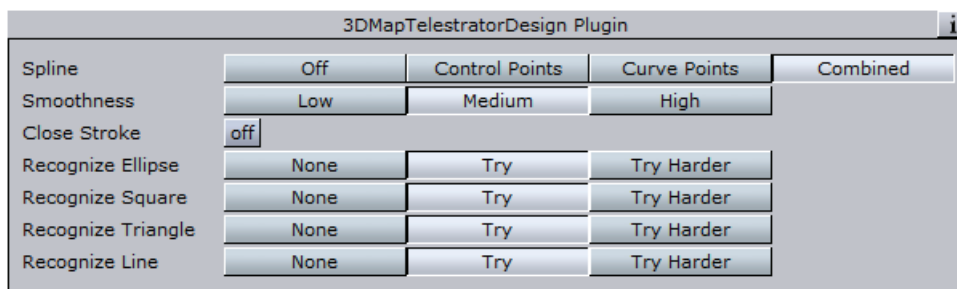 3DMapTelestratorDesign Plugin i
Spline Off Control Points Curve Points Combined
Smoothness Low Medium High
Close Stroke off
Recognize Ellipse None Try Try Harder
Recognize Square None Try Try Harder
Recognize Triangle None Try Try Harder
Recognize Line None Try Try Harder